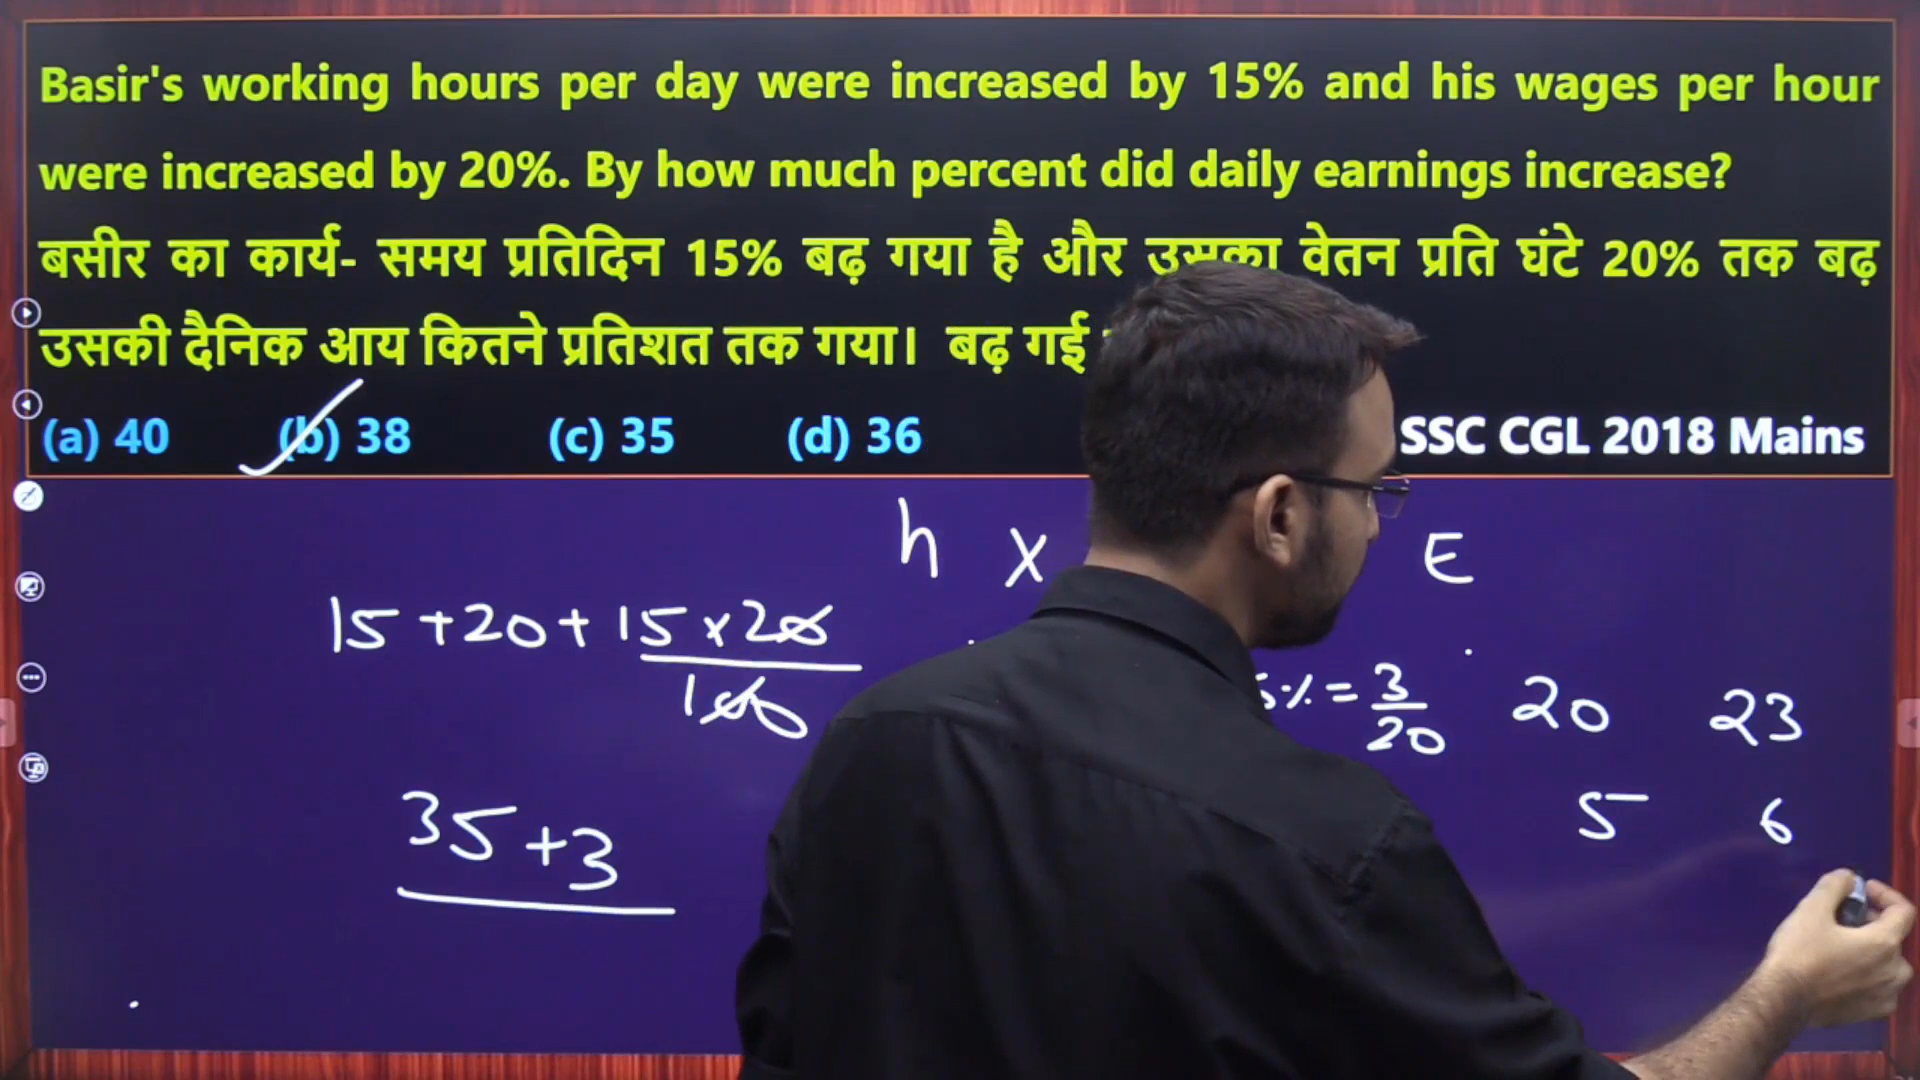 Basir's working hours per day were increased by 15% and his wages per hour
were increased by 20%. By how much percent did daily earnings increase?
बसीर का कार्य- समय प्रतिदिन 15% बढ़ गया है और उसका वेतन प्रति घंटे 20% तक बढ़
उसकी दैनिक आय कितने प्रतिशत तक गया। बढ़ गई
(a) 40 (b) 38 (c) 35 (d) 36 SSC CGL 2018 Mains
h x E
15 + 20 + 15 x 20
100
35 + 3
5% = 3/20 20 23
5 6